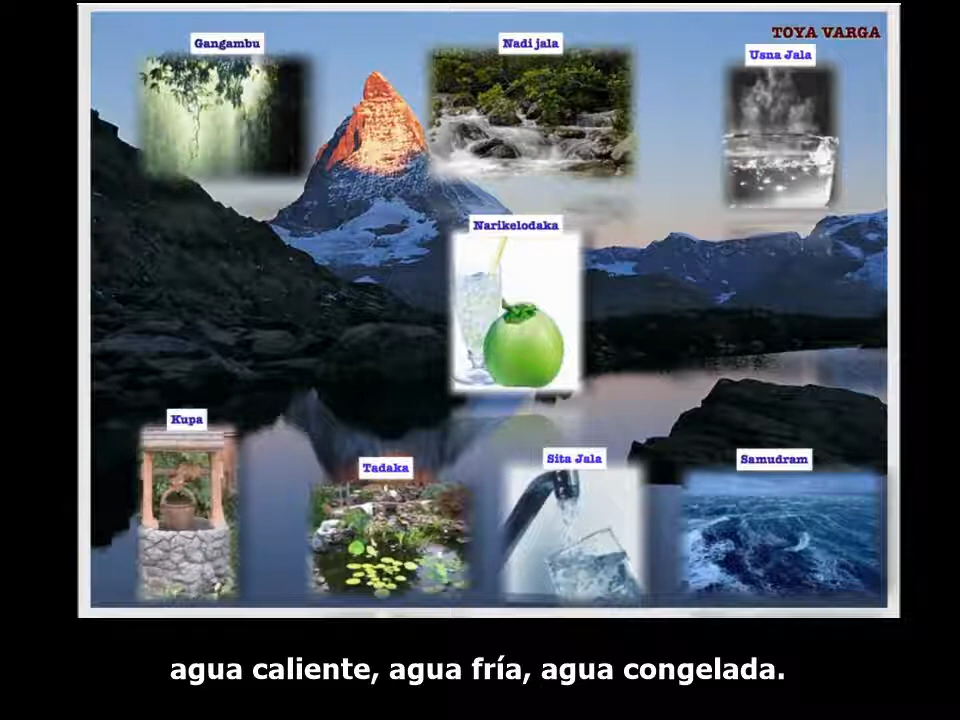 TOYA VARGA
Gangambu
Nadi jala
Usna Jala
Narikelodaka
Kupa
Tadaka
Sita Jala
Samudram
agua caliente, agua fría, agua congelada.